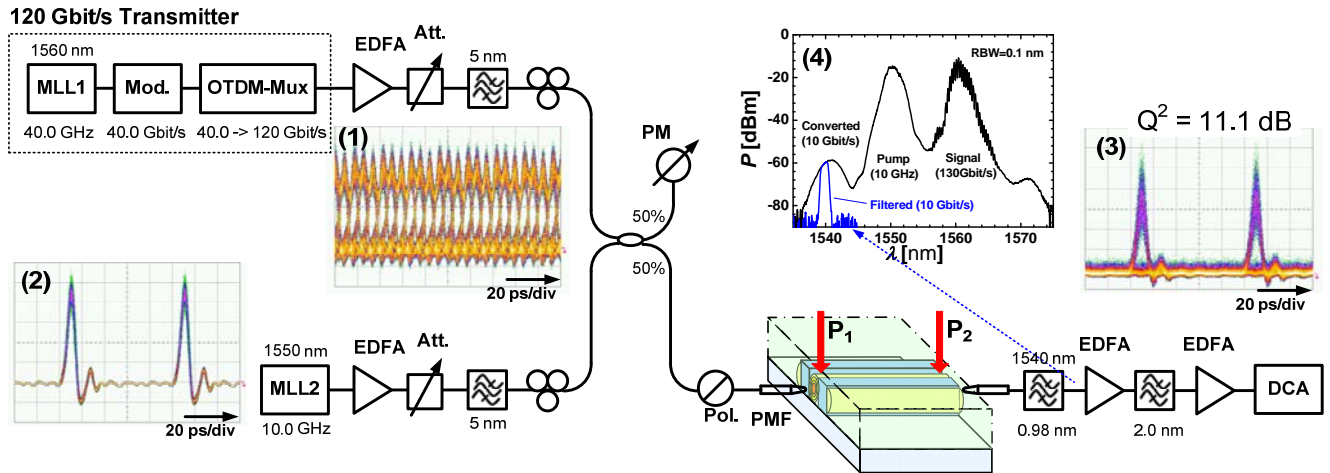 120 Gbit/s Transmitter
1560 nm
MLL1
Mod.
OTDM-Mux
40.0 GHz
40.0 Gbit/s
40.0 -> 120 Gbit/s
EDFA
Att.
5 nm
(1)
20 ps/div
PM
50%
50%
(2)
20 ps/div
1550 nm
MLL2
10.0 GHz
EDFA
Att.
5 nm
Pol.
PMF
P1
P2
(4)
RBW=0.1 nm
0
-20
-40
-60
-80
P [dBm]
Converted
(10 Gbit/s)
Pump
(10 GHz)
Signal
(130Gbit/s)
Filtered (10 Gbit/s)
1540
1550
1560
1570
λ [nm]
Q² = 11.1 dB
(3)
20 ps/div
1540 nm
0.98 nm
EDFA
2.0 nm
EDFA
DCA